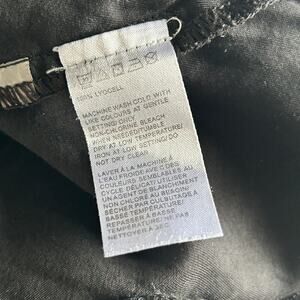 100% LYOCELL
MACHINE WASH COLD WITH
LIKE COLOURS AT GENTLE
SETTING/ONLY
NON-CHLORINE BLEACH
WHEN NEEDED/TUMBLE
DRY AT LOW TEMPERATURE/
IRON AT LOW SETTING/DO
NOT DRY CLEAN
LAVER À LA MACHINE À
L'EAU FROIDE AVEC DES
COULEURS SEMBLABLES AU
CYCLE DÉLICAT/UTILISER
UN AGENT DE BLANCHIMENT
NON CHLORÉ AU BESOIN/
SÉCHER PAR CULBUTAGE À
BASSE TEMPÉRATURE/
BASSE TEMPÉRATURE/NE PAS
NETTOYER À SEC